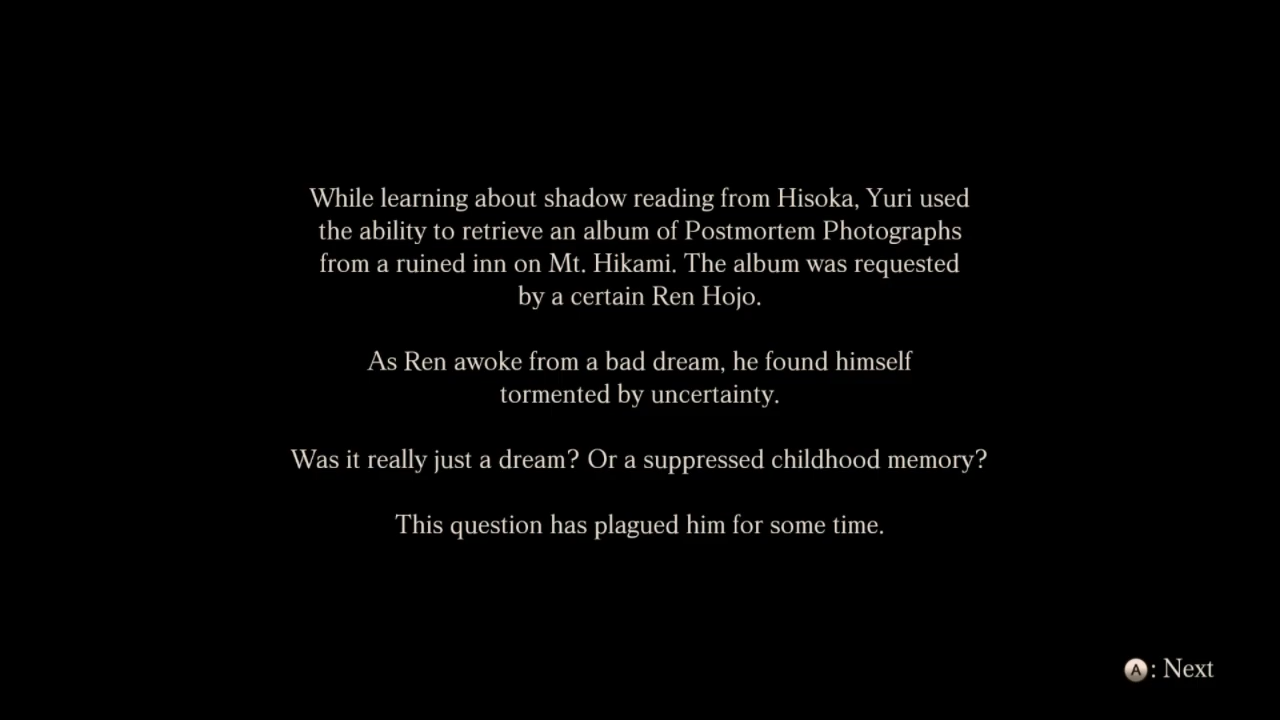 While learning about shadow reading from Hisoka, Yuri used
the ability to retrieve an album of Postmortem Photographs
from a ruined inn on Mt. Hikami. The album was requested
by a certain Ren Hojo.
As Ren awoke from a bad dream, he found himself
tormented by uncertainty.
Was it really just a dream? Or a suppressed childhood memory?
This question has plagued him for some time.
A: Next